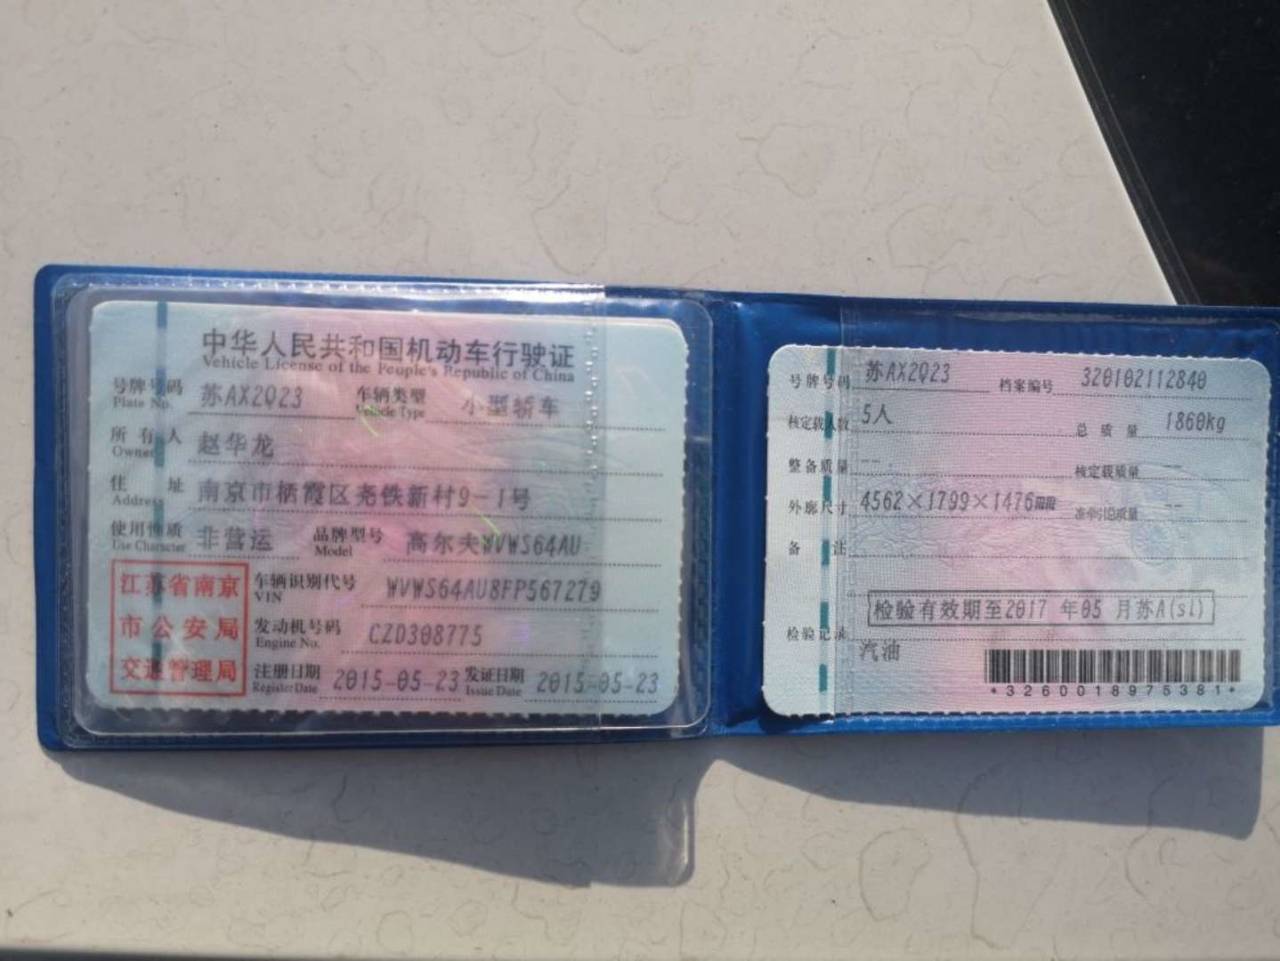 中华人民共和国机动车行驶证
Vehicle License of the People's Republic of China
号牌号码 苏AX2Q23 车辆类型 小型轿车
Plate No. Vehicle Type
所有人 赵华龙
Owner
住址 南京市栖霞区尧铁新村9-1号
Address
使用性质 非营运 品牌型号 高尔夫WVWS64AU
Use Character Model
江苏省南京
市公安局
交通管理局
车辆识别代号 WVWS64AU8FP567279
VIN
发动机号码 CZD308775
Engine No.
注册日期 2015-05-23 发证日期 2015-05-23
Register Date Issue Date
号牌号码 苏AX2Q23 档案编号 320102112840
核定载人数 5人 总质量 1860kg
整备质量 -- 核定载质量 --
外廓尺寸 4562×1799×1476mm 准牵引总质量 --
备注
检验有效期至2017年05月苏A(sl)
检验记录
汽油
*3260018975381*